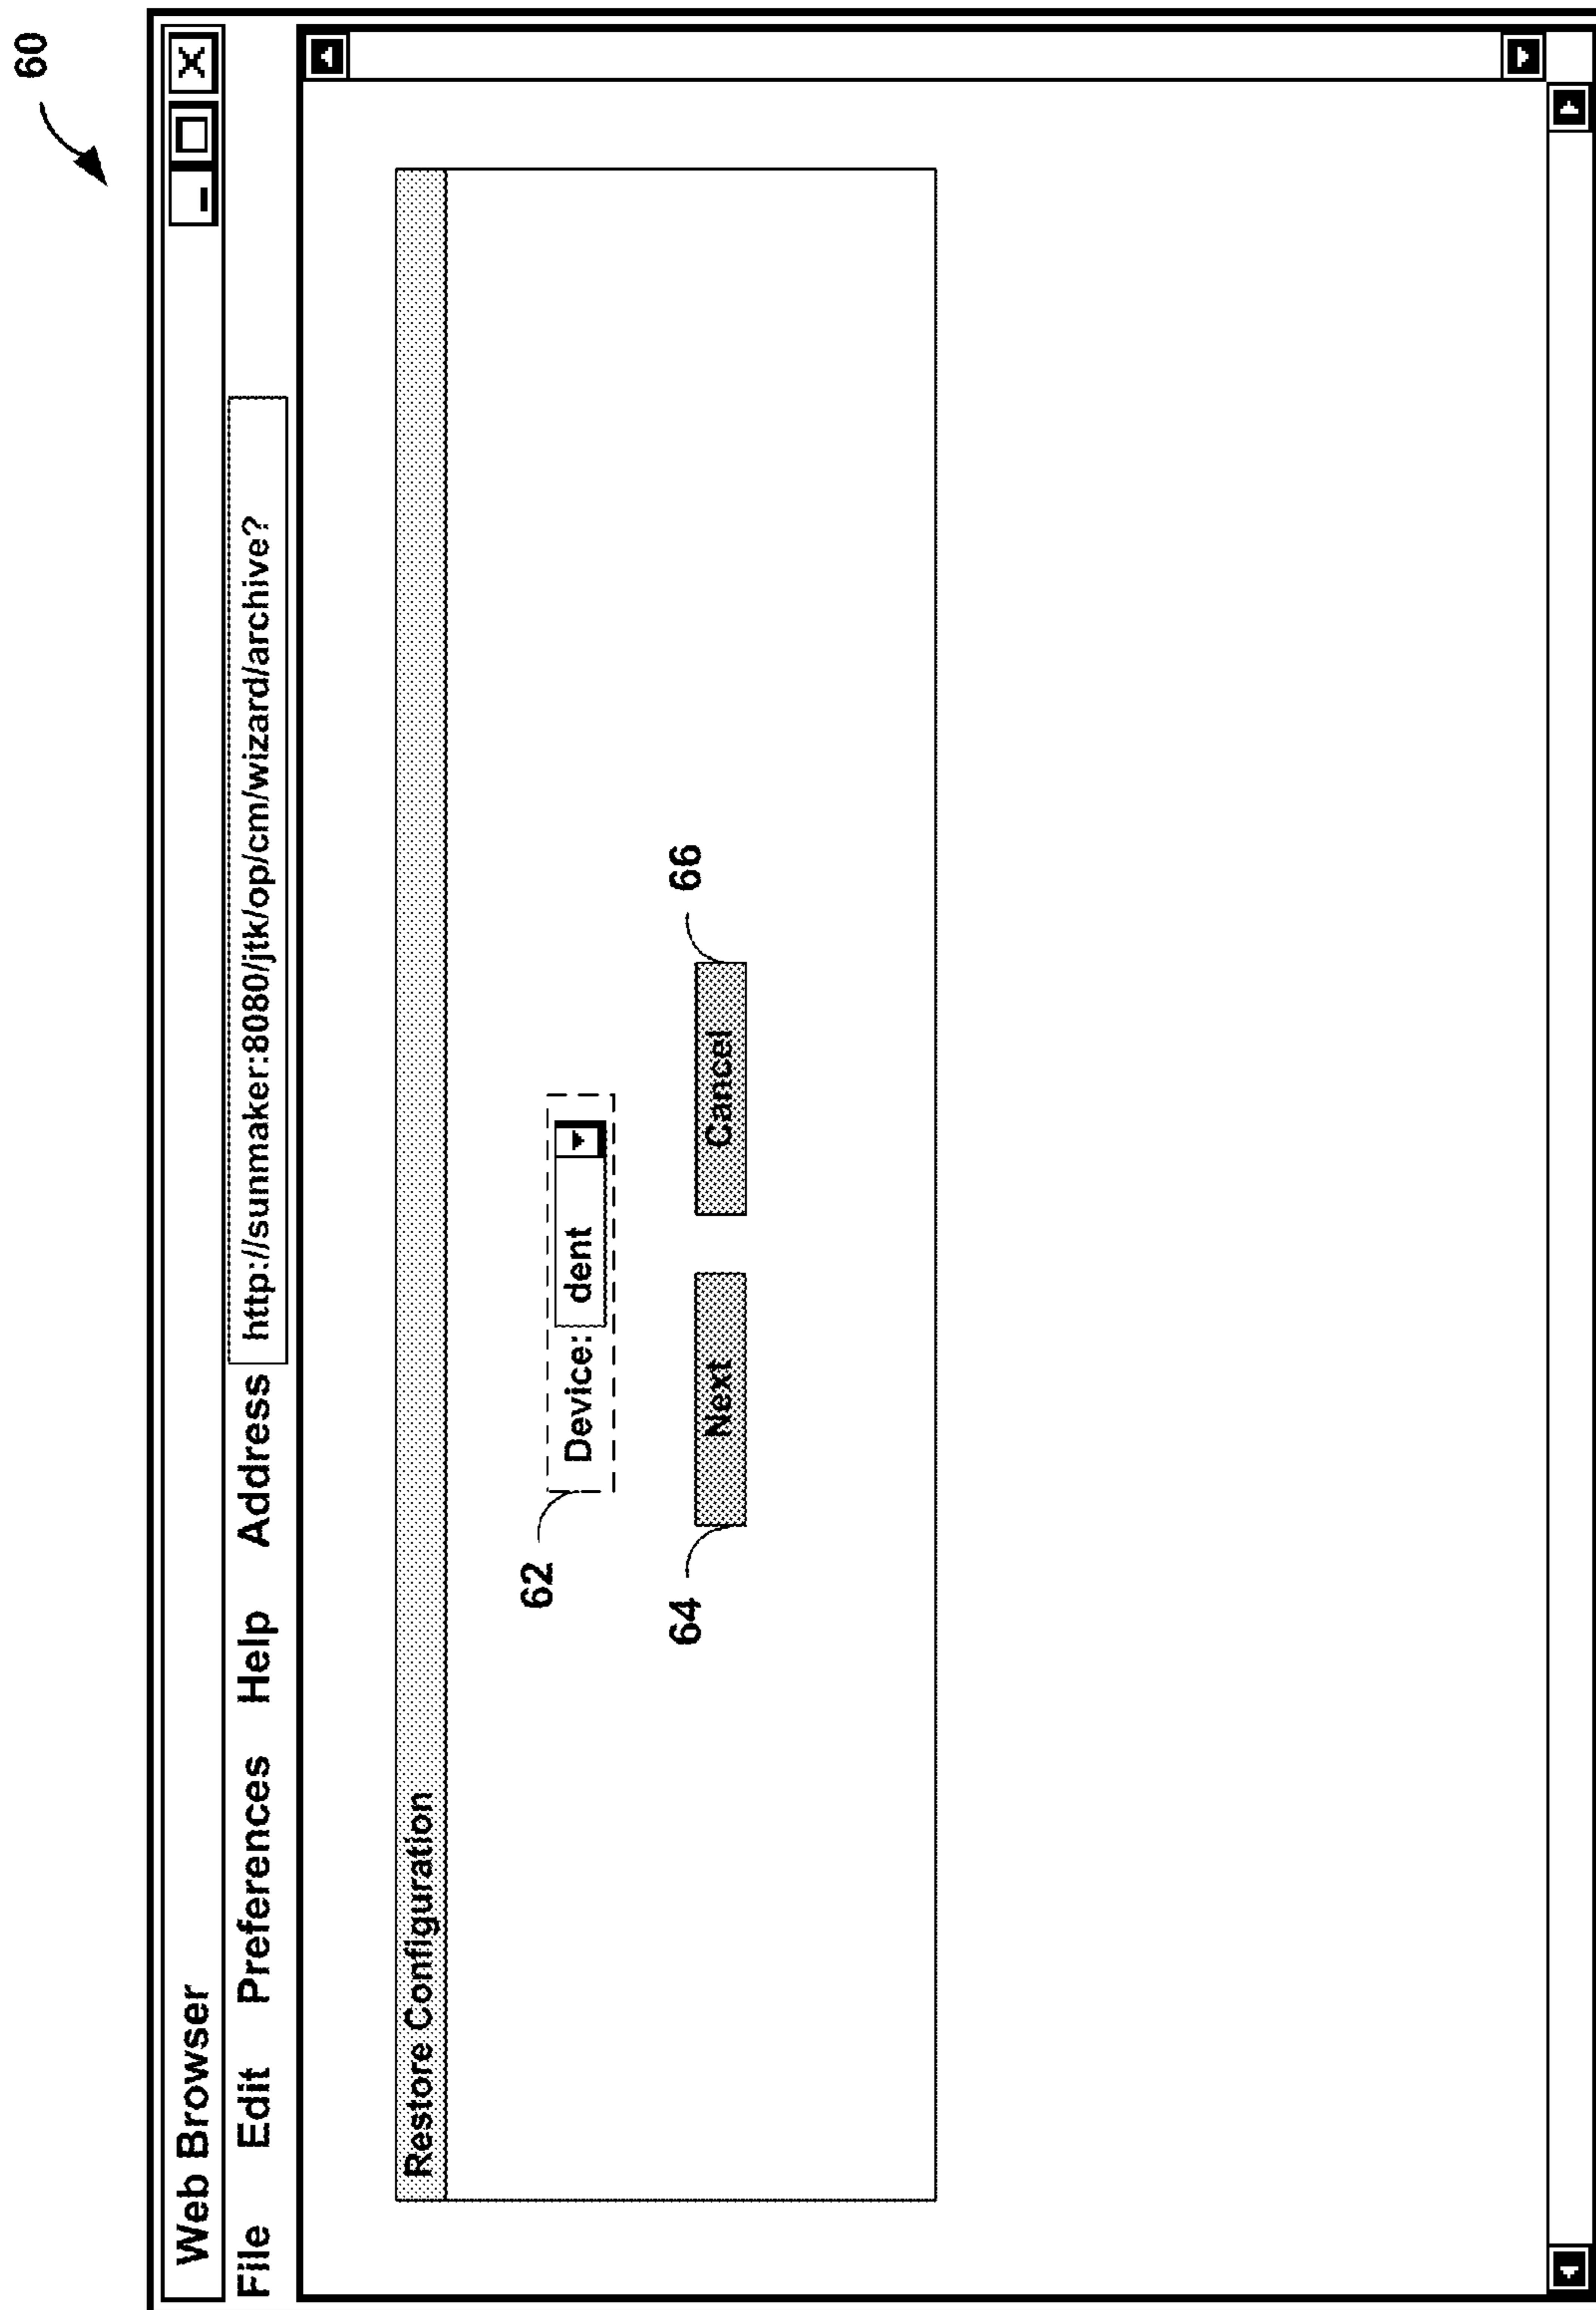 60
Web Browser
File Edit Preferences Help Address http://sunmaker:8080/jtk/op/cm/wizard/archive?
Restore Configuration
62
Device: dent
64 Next Cancel 66